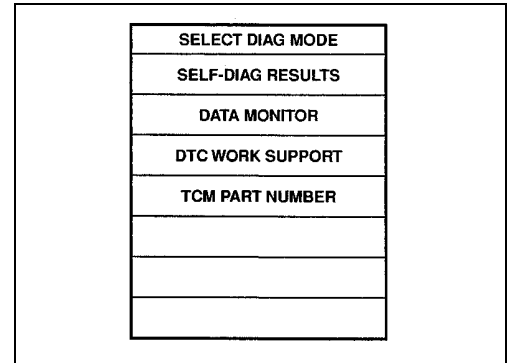 SELECT DIAG MODE
SELF-DIAG RESULTS
DATA MONITOR
DTC WORK SUPPORT
TCM PART NUMBER